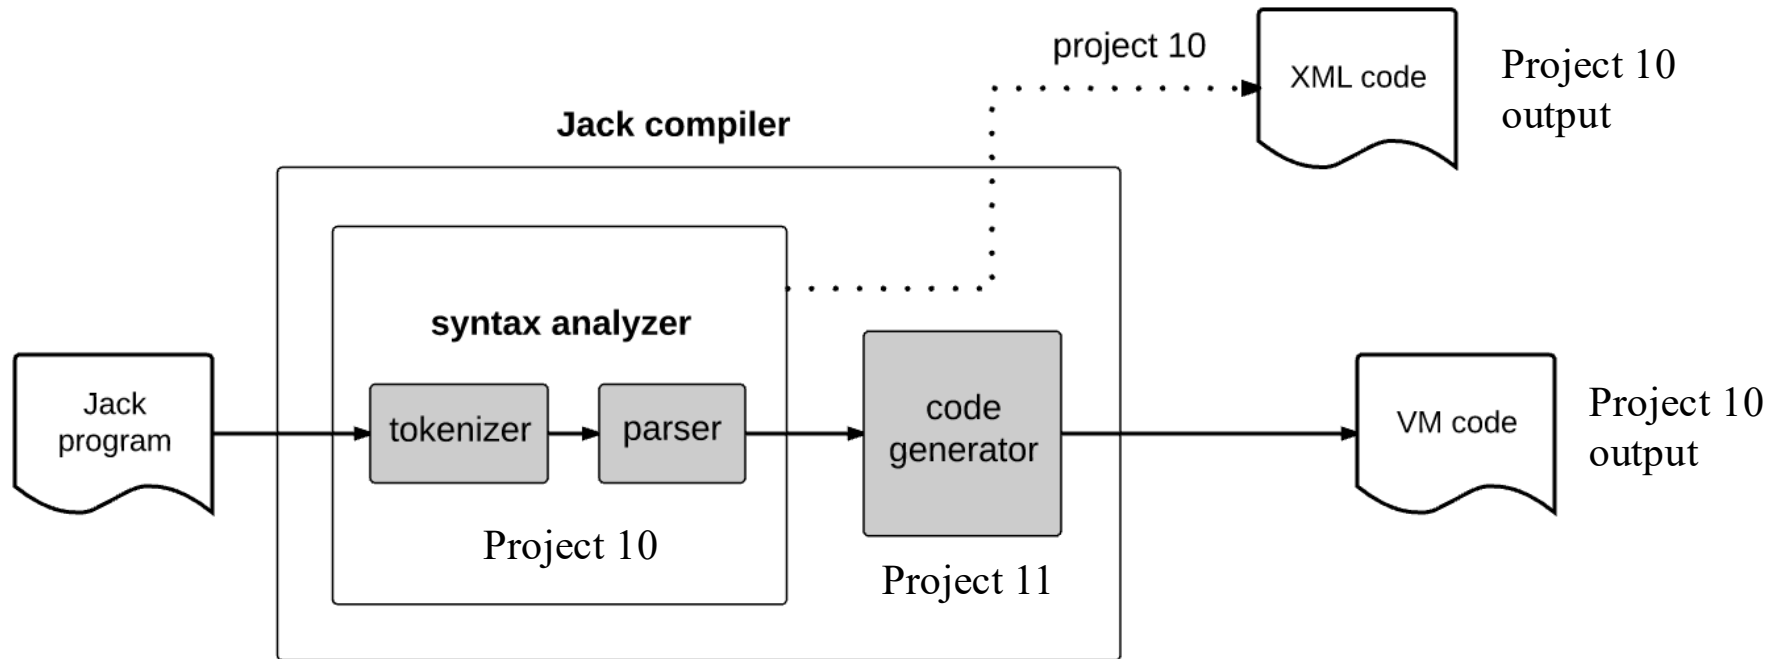 project 10
XML code
Project 10
output
Jack compiler
syntax analyzer
Jack
program
tokenizer
parser
code
generator
VM code
Project 10
output
Project 10
Project 11